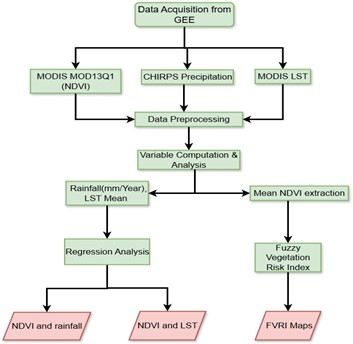 Data Acquisition from
GEE
MODIS MOD13Q1
(NDVI)
CHIRPS Precipitation
MODIS LST
Data Preprocessing
Variable Computation &
Analysis
Rainfall(mm/Year),
LST Mean
Mean NDVI extraction
Regression Analysis
Fuzzy
Vegetation
Risk Index
NDVI and rainfall
NDVI and LST
FVRI Maps